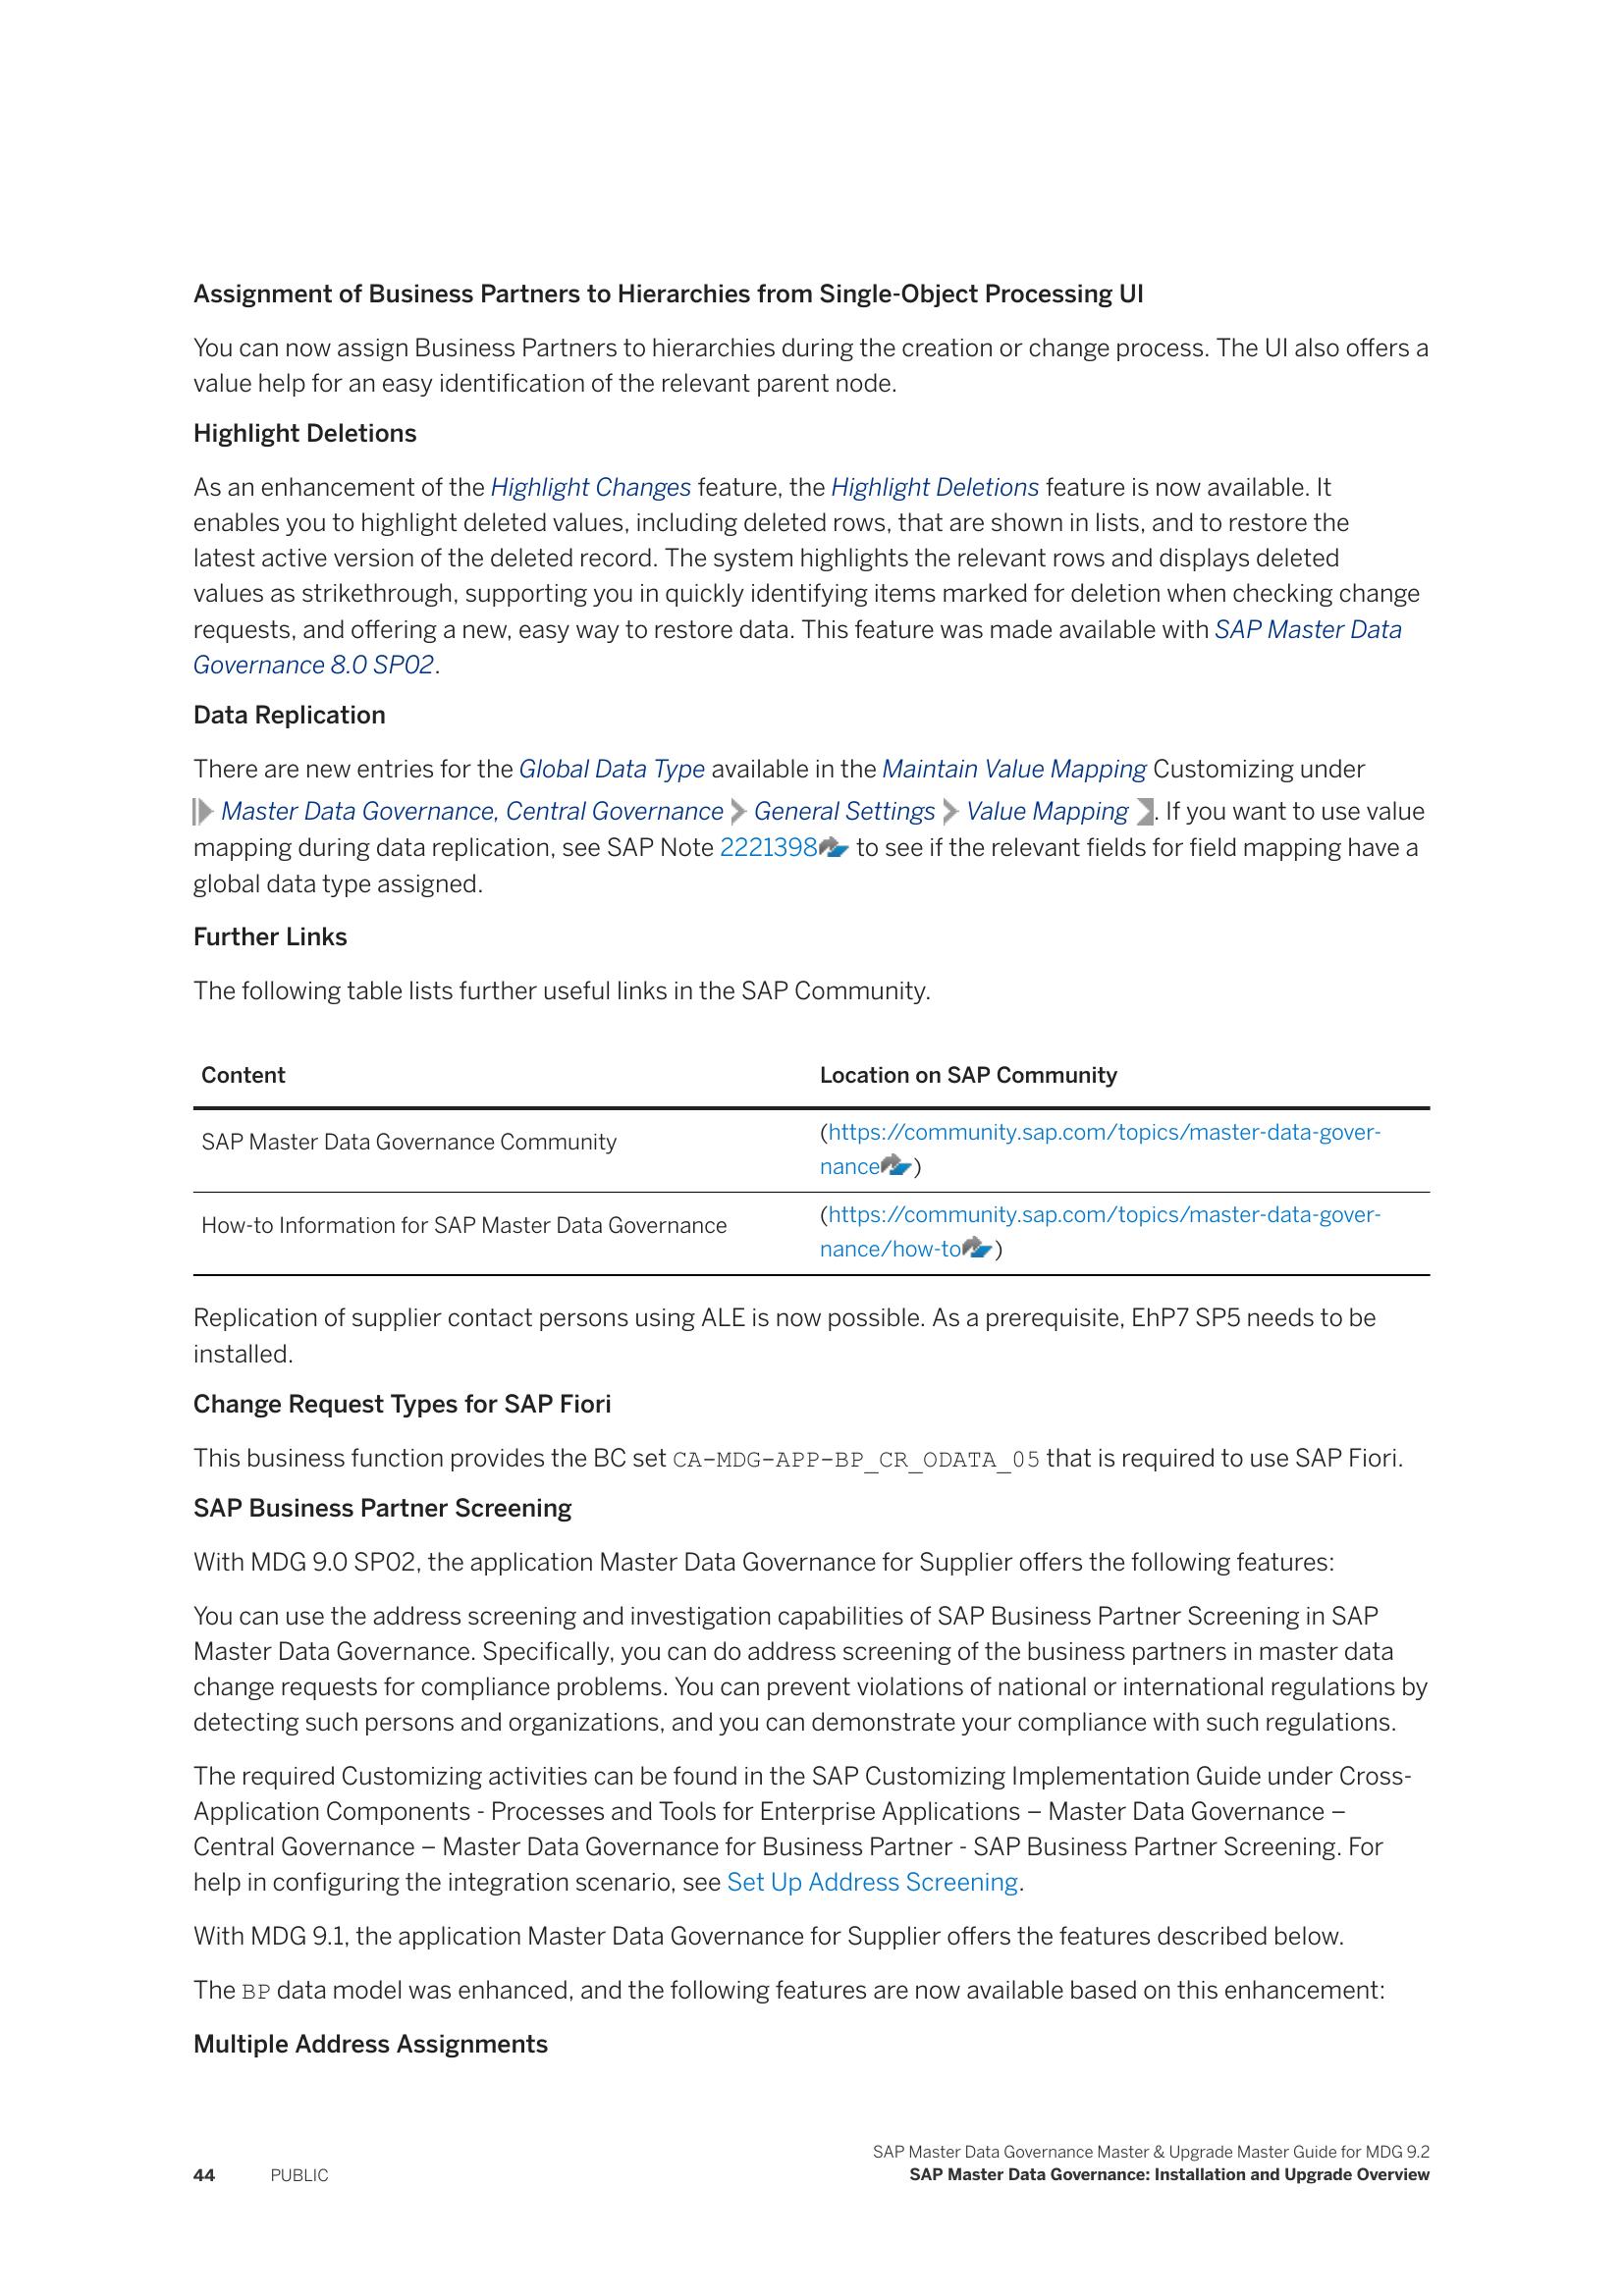 Assignment of Business Partners to Hierarchies from Single-Object Processing UI
You can now assign Business Partners to hierarchies during the creation or change process. The UI also offers a
value help for an easy identification of the relevant parent node.
Highlight Deletions
As an enhancement of the Highlight Changes feature, the Highlight Deletions feature is now available. It
enables you to highlight deleted values, including deleted rows, that are shown in lists, and to restore the
latest active version of the deleted record. The system highlights the relevant rows and displays deleted
values as strikethrough, supporting you in quickly identifying items marked for deletion when checking change
requests, and offering a new, easy way to restore data. This feature was made available with SAP Master Data
Governance 8.0 SP02.
Data Replication
There are new entries for the Global Data Type available in the Maintain Value Mapping Customizing under
Master Data Governance, Central Governance General Settings Value Mapping . If you want to use value
mapping during data replication, see SAP Note 2221398 to see if the relevant fields for field mapping have a
global data type assigned.
Further Links
The following table lists further useful links in the SAP Community.
Content Location on SAP Community
SAP Master Data Governance Community (https://community.sap.com/topics/master-data-gover-
nance )
How-to Information for SAP Master Data Governance (https://community.sap.com/topics/master-data-gover-
nance/how-to )
Replication of supplier contact persons using ALE is now possible. As a prerequisite, EhP7 SP5 needs to be
installed.
Change Request Types for SAP Fiori
This business function provides the BC set CA-MDG-APP-BP_CR_ODATA_05 that is required to use SAP Fiori.
SAP Business Partner Screening
With MDG 9.0 SP02, the application Master Data Governance for Supplier offers the following features:
You can use the address screening and investigation capabilities of SAP Business Partner Screening in SAP
Master Data Governance. Specifically, you can do address screening of the business partners in master data
change requests for compliance problems. You can prevent violations of national or international regulations by
detecting such persons and organizations, and you can demonstrate your compliance with such regulations.
The required Customizing activities can be found in the SAP Customizing Implementation Guide under Cross-
Application Components - Processes and Tools for Enterprise Applications – Master Data Governance –
Central Governance – Master Data Governance for Business Partner - SAP Business Partner Screening. For
help in configuring the integration scenario, see Set Up Address Screening.
With MDG 9.1, the application Master Data Governance for Supplier offers the features described below.
The BP data model was enhanced, and the following features are now available based on this enhancement:
Multiple Address Assignments
SAP Master Data Governance Master & Upgrade Master Guide for MDG 9.2
44 PUBLIC SAP Master Data Governance: Installation and Upgrade Overview